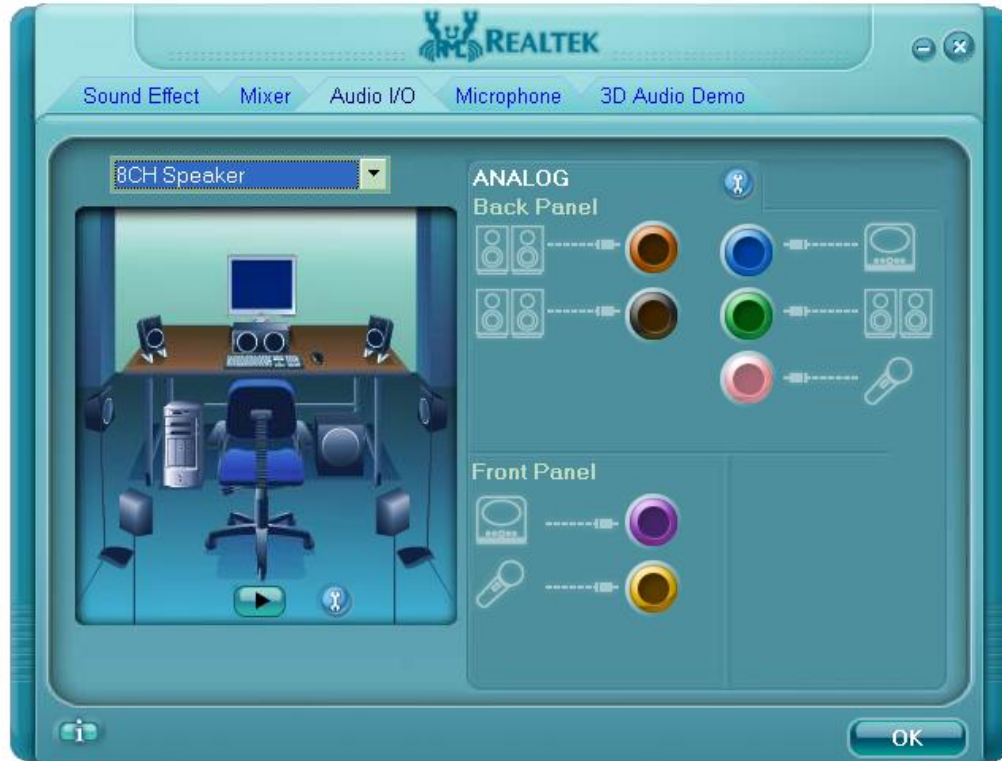 REALTEK
Sound Effect Mixer Audio I/O Microphone 3D Audio Demo
8CH Speaker
ANALOG
Back Panel
Front Panel
i
OK